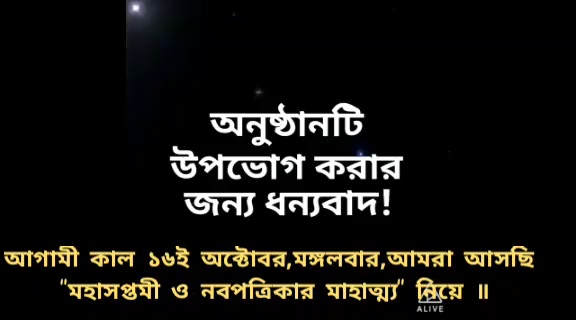 অনুষ্ঠানটি
উপভোগ করার
জন্য ধন্যবাদ!
আগামী কাল ১৬ই অক্টোবর,মঙ্গলবার,আমরা আসছি
"মহাসপ্তমী ও নবপত্রিকার মাহাত্ম্য" নিয়ে ॥
ALIVE